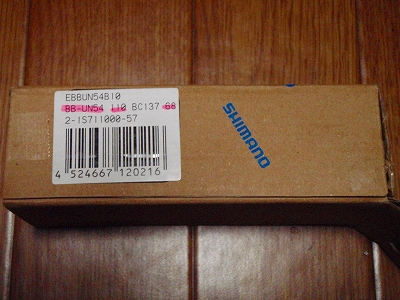 EBBUN54B10
BB-UN54 110 BC137 68
2-IS711000-57
4 524667 120216
SHIMANO